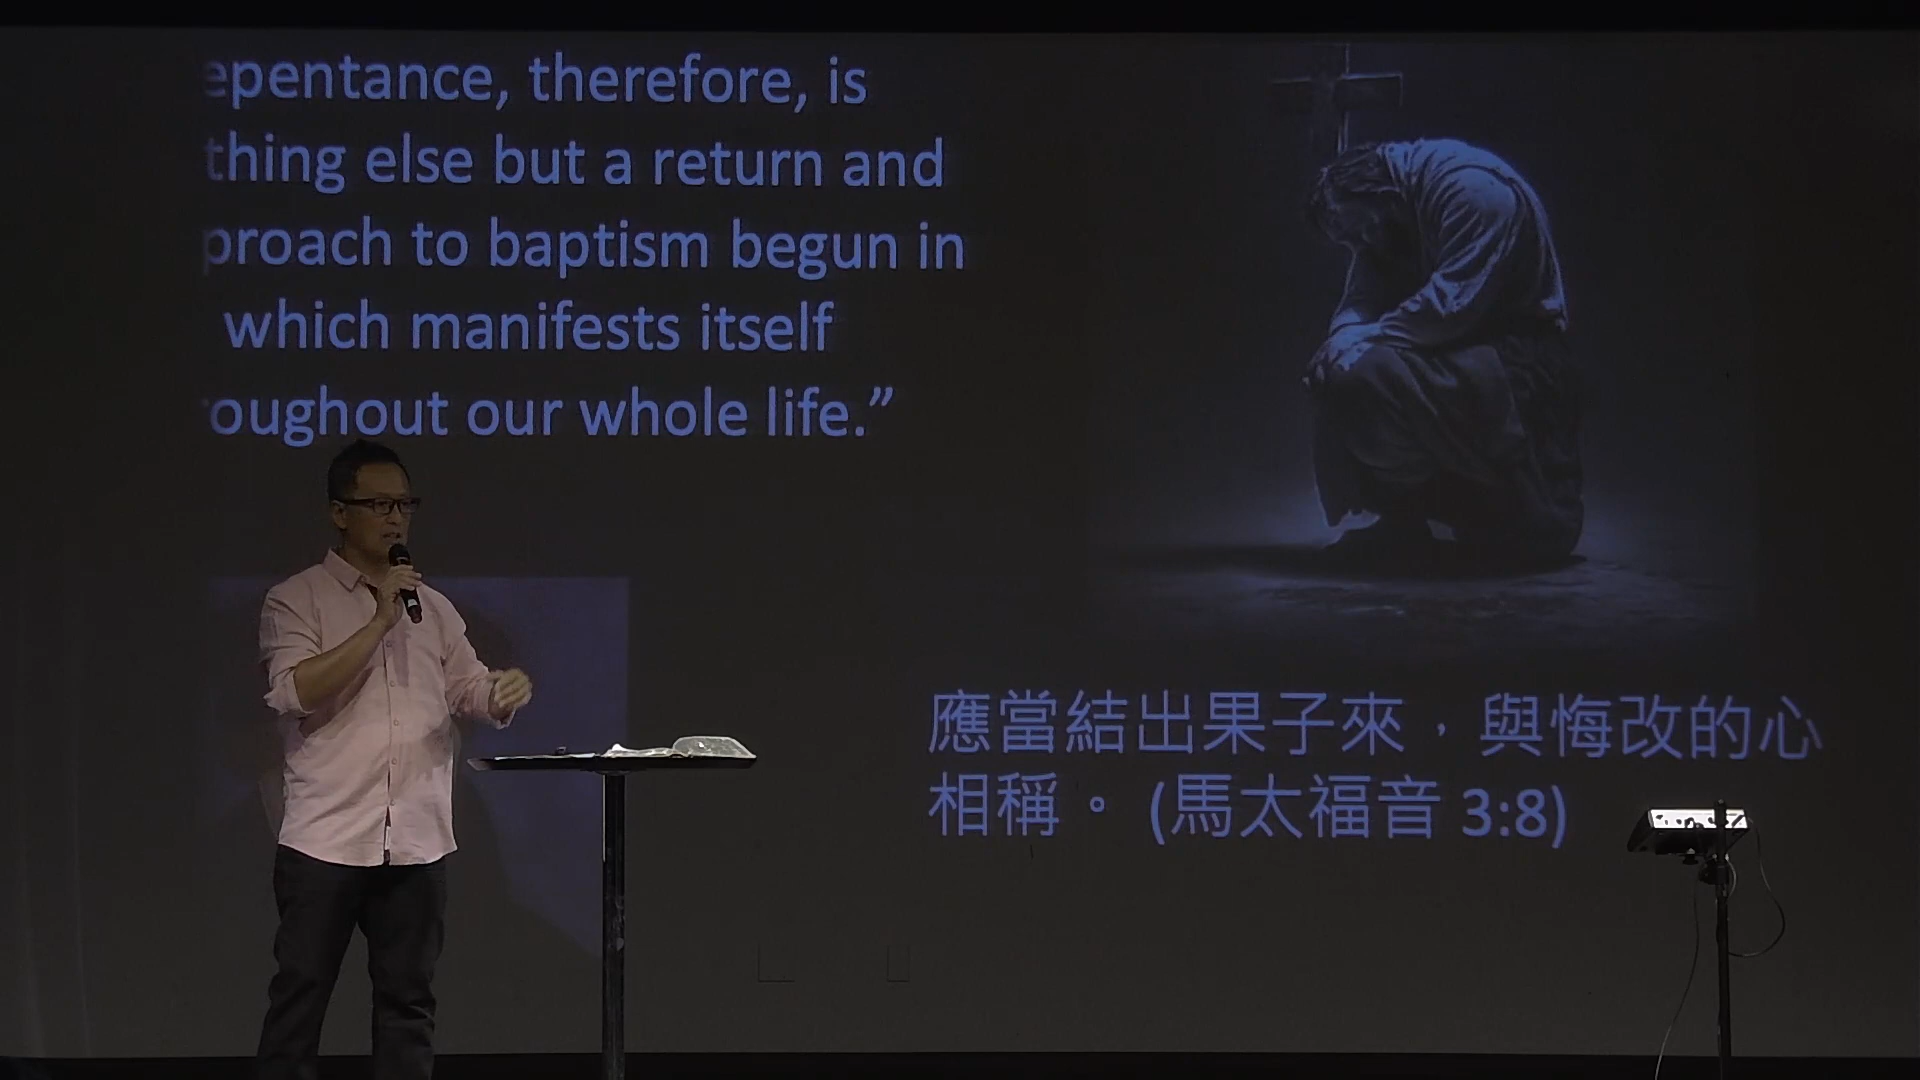 epentance, therefore, is
thing else but a return and
proach to baptism begun in
which manifests itself
oughout our whole life.”
應當結出果子來，與悔改的心
相稱。 (馬太福音 3:8)